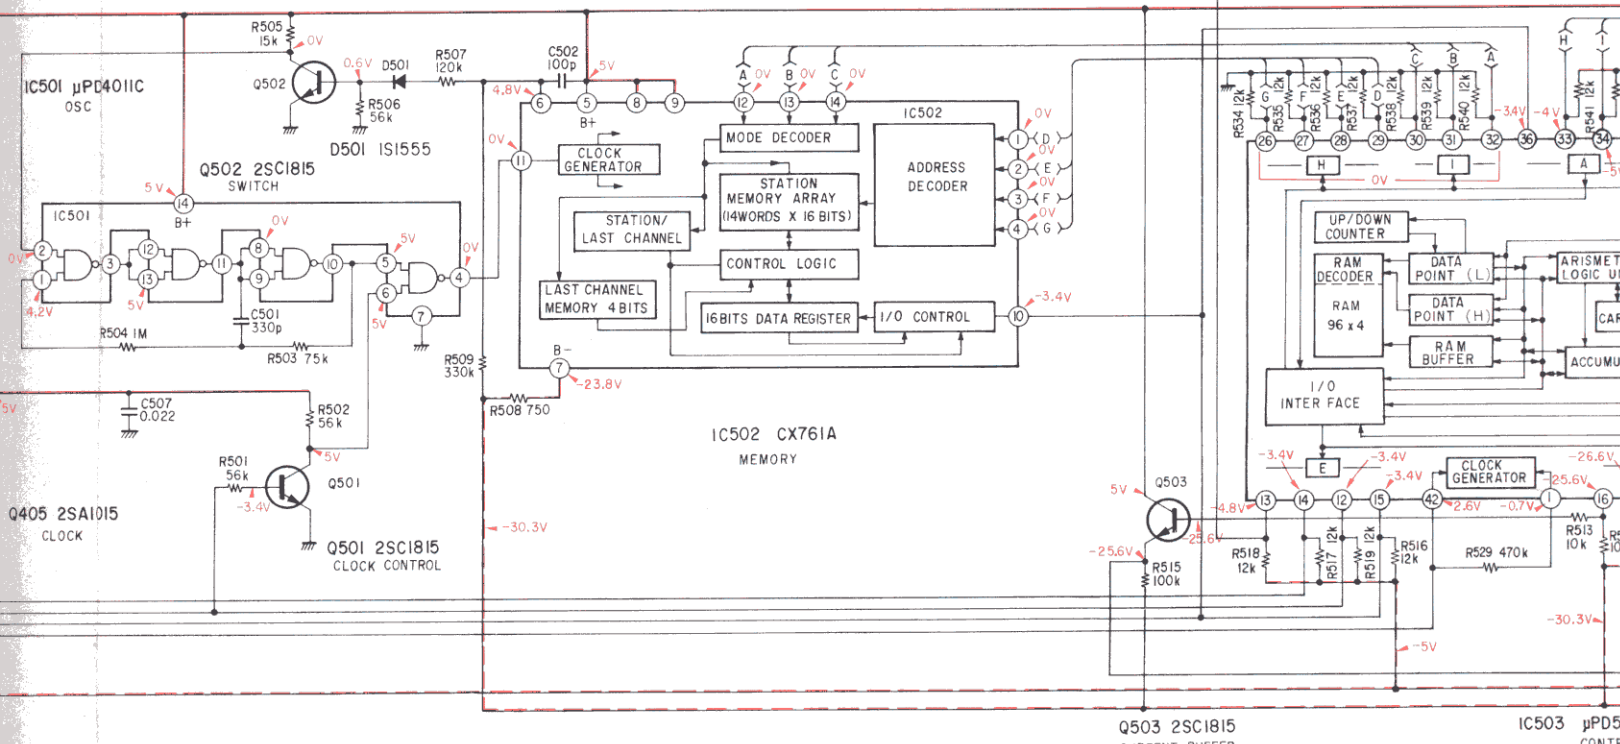 R505
15k
0V
IC501 µPD4011C
OSC
Q502
0.6V
D501
R507
120k
R506
56k
D501 1S1555
Q502 2SC1815
SWITCH
C502
100p
5V
4.8V
6
5
8
9
B+
0V
11
CLOCK
GENERATOR
A
B
C
0V
0V
0V
12
13
14
MODE DECODER
IC502
ADDRESS
DECODER
STATION
MEMORY ARRAY
(14WORDS X 16 BITS)
STATION/
LAST CHANNEL
CONTROL LOGIC
LAST CHANNEL
MEMORY 4BITS
16BITS DATA REGISTER
I/O CONTROL
0V
1
D
0V
2
E
0V
3
F
0V
4
G
-3.4V
10
B-
7
-23.8V
R508 750
R509
330k
IC502 CX761A
MEMORY
-30.3V
5V
14
B+
IC501
0V
2
1
4.2V
3
12
13
5V
11
0V
8
9
10
5V
5
6
5V
7
0V
4
C501
330p
R504 1M
R503 75k
5V
C507
0.022
R502
56k
5V
R501
56k
-3.4V
Q501
Q405 2SA1015
CLOCK
Q501 2SC1815
CLOCK CONTROL
C
B
A
H
I
G
F
E
D
R534 12k
R535
R536 12k
R537 12k
R538 12k
R539 12k
R540 12k
R541 12k
-3.4V
-4V
26
27
28
29
30
31
32
36
33
34
-5V
H
I
A
0V
UP/DOWN
COUNTER
RAM
DECODER
RAM
96 x 4
DATA
POINT (L)
DATA
POINT (H)
RAM
BUFFER
ARISMET
LOGIC U
CAR
ACCUMU
I/O
INTER FACE
E
CLOCK
GENERATOR
-3.4V
-3.4V
-3.4V
-4.8V
13
14
12
15
42
-2.6V
-0.7V
1
-25.6V
-26.6V
16
5V
Q503
-25.6V
-25.6V
R515
100k
R518
12k
R517 12k
R519 12k
R516
12k
R529 470k
R513
10k
-30.3V
-5V
Q503 2SC1815
IC503 µPD5